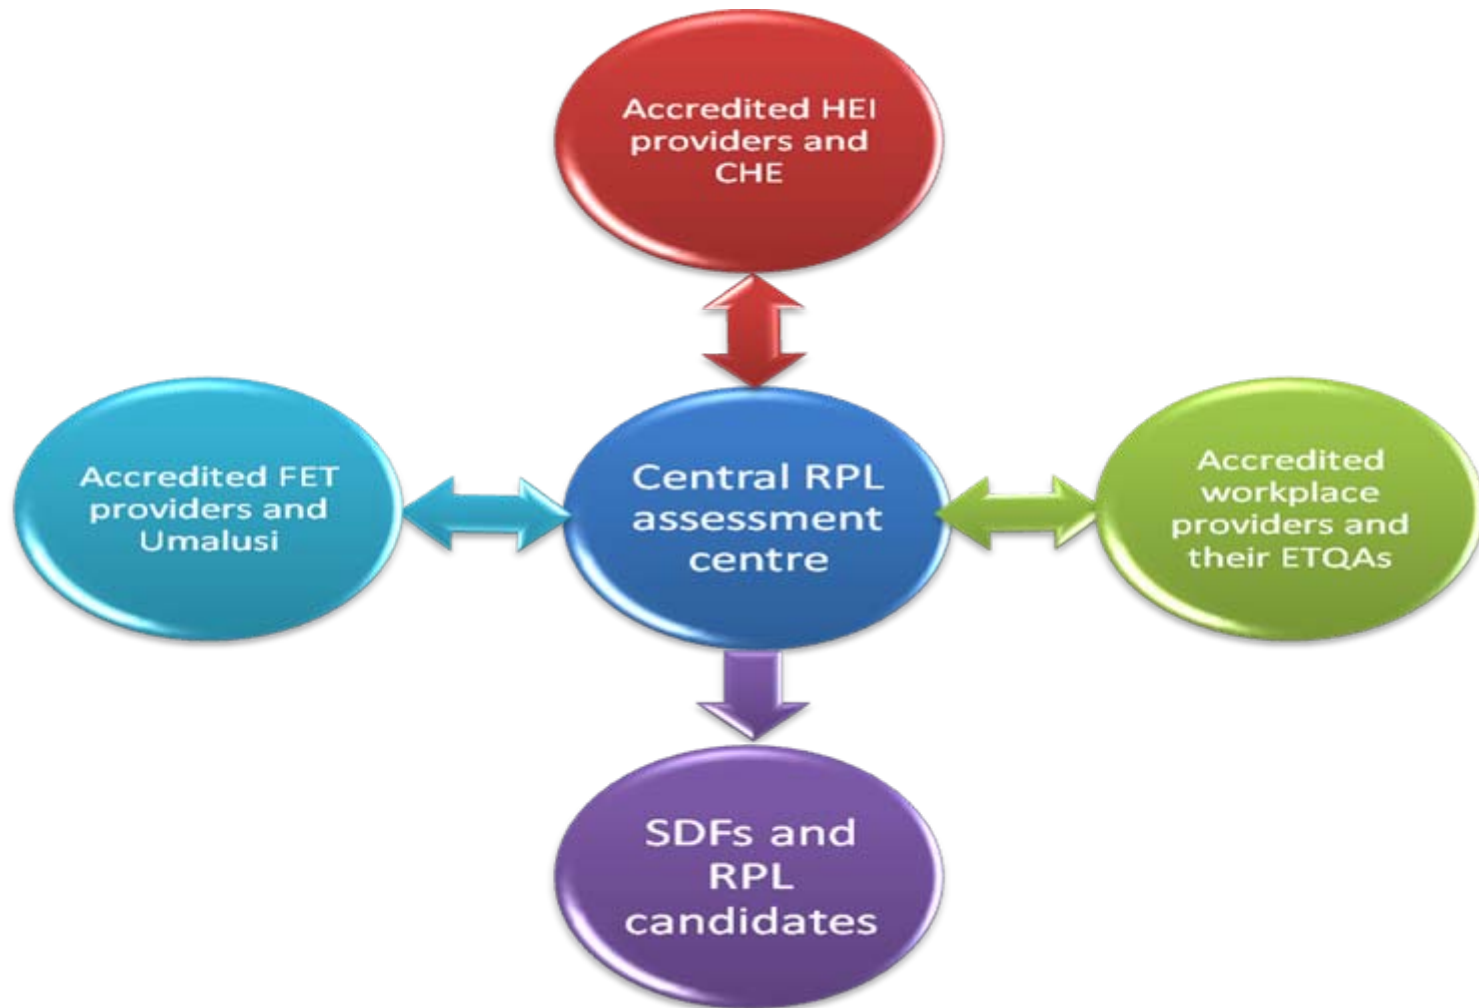 Accredited HEI
providers and
CHE
Accredited FET
providers and
Umalusi
Central RPL
assessment
centre
Accredited
workplace
providers and
their ETQAs
SDFs and
RPL
candidates